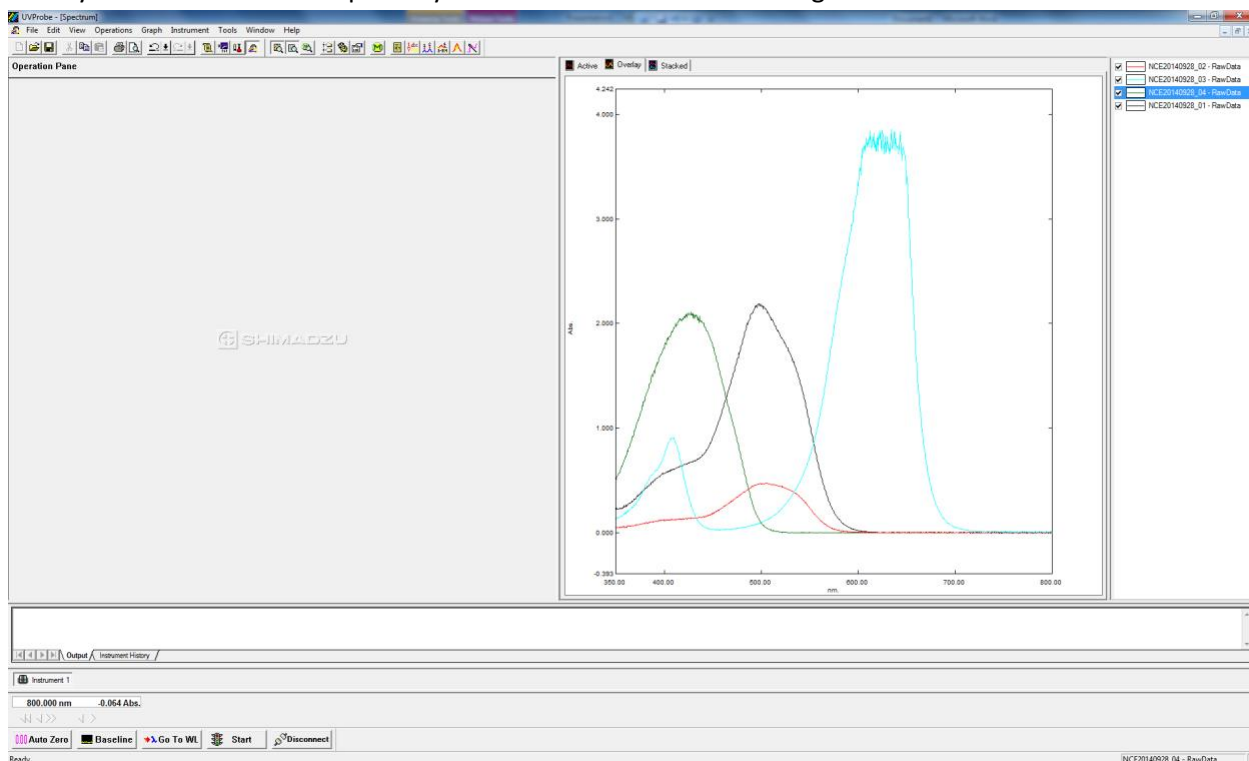 UVProbe - [Spectrum]
File Edit View Operations Graph Instrument Tools Window Help
Operation Pane
Active Overlay Stacked
NCE20140928_02 - RawData
NCE20140928_03 - RawData
NCE20140928_04 - RawData
NCE20140928_01 - RawData
4.242
4.000
3.000
Abs.
2.000
1.000
0.000
-0.393
350.00 400.00 500.00 600.00 700.00 800.00
nm.
SHIMADZU
Output Instrument History
Instrument 1
800.000 nm -0.064 Abs.
Auto Zero Baseline Go To WL Start Disconnect
Ready NCE20140928_04 - RawData